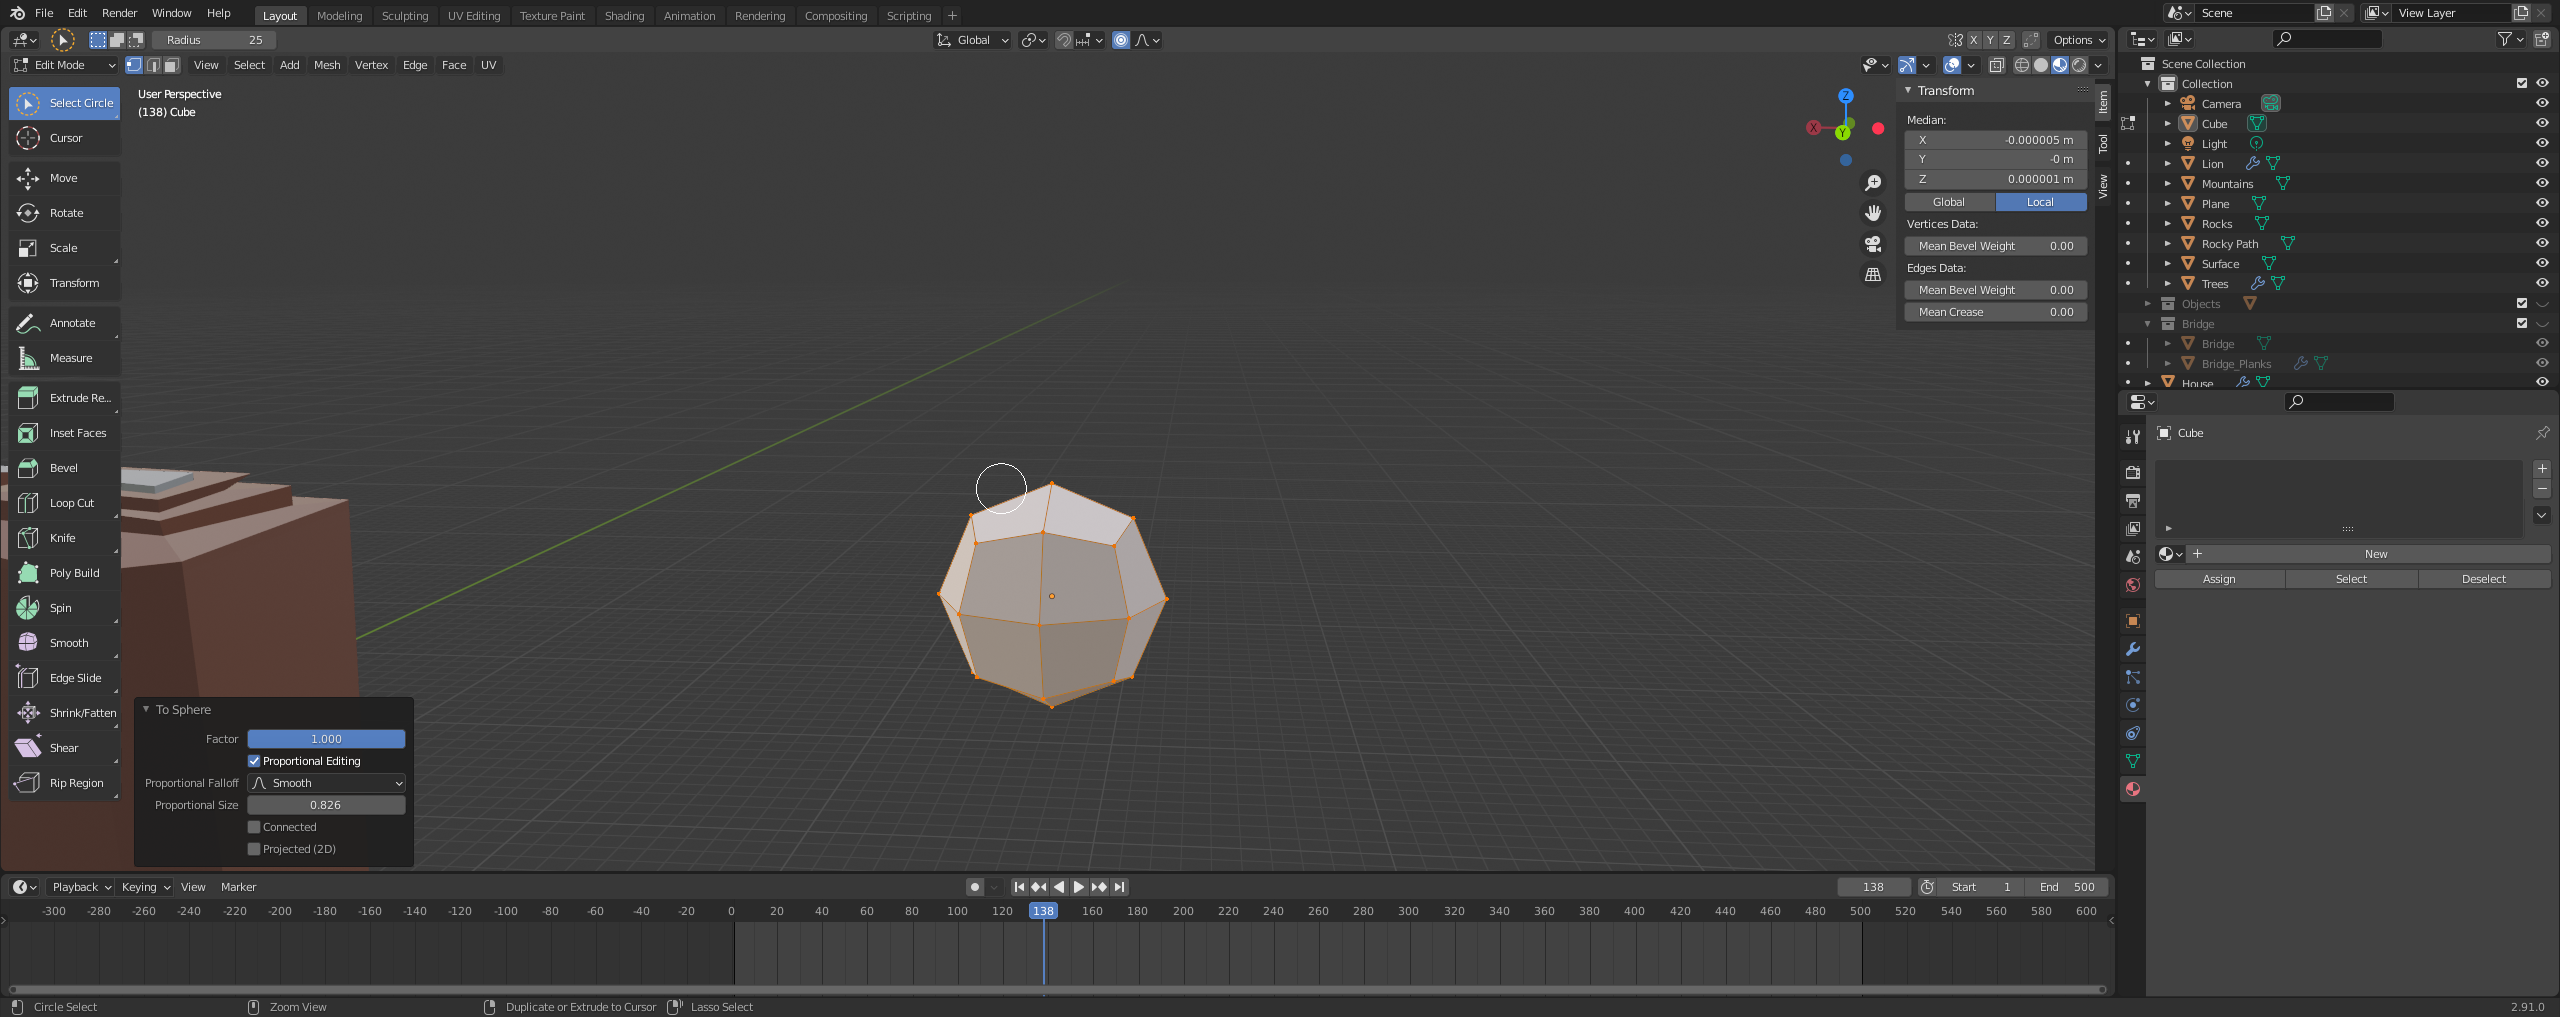 File Edit Render Window Help Layout Modeling Sculpting UV Editing Texture Paint Shading Animation Rendering Compositing Scripting + Scene View Layer
Radius 25 Global X Y Z Options
Edit Mode View Select Add Mesh Vertex Edge Face UV
User Perspective
(138) Cube
Select Circle
Cursor
Move
Rotate
Scale
Transform
Annotate
Measure
Extrude Re...
Inset Faces
Bevel
Loop Cut
Knife
Poly Build
Spin
Smooth
Edge Slide
Shrink/Fatten
Shear
Rip Region
To Sphere
Factor 1.000
Proportional Editing
Proportional Falloff Smooth
Proportional Size 0.826
Connected
Projected (2D)
Z
X
Y
Transform
Median:
X -0.000005 m
Y -0 m
Z 0.000001 m
Global Local
Vertices Data:
Mean Bevel Weight 0.00
Edges Data:
Mean Bevel Weight 0.00
Mean Crease 0.00
Item
Tool
View
Scene Collection
Collection
Camera
Cube
Light
Lion
Mountains
Plane
Rocks
Rocky Path
Surface
Trees
Objects
Bridge
Bridge
Bridge_Planks
House
Cube
+
−
+ New
Assign Select Deselect
Playback Keying View Marker 138 Start 1 End 500
-300 -280 -260 -240 -220 -200 -180 -160 -140 -120 -100 -80 -60 -40 -20 0 20 40 60 80 100 120 138 160 180 200 220 240 260 280 300 320 340 360 380 400 420 440 460 480 500 520 540 560 580 600
Circle Select Zoom View Duplicate or Extrude to Cursor Lasso Select 2.91.0